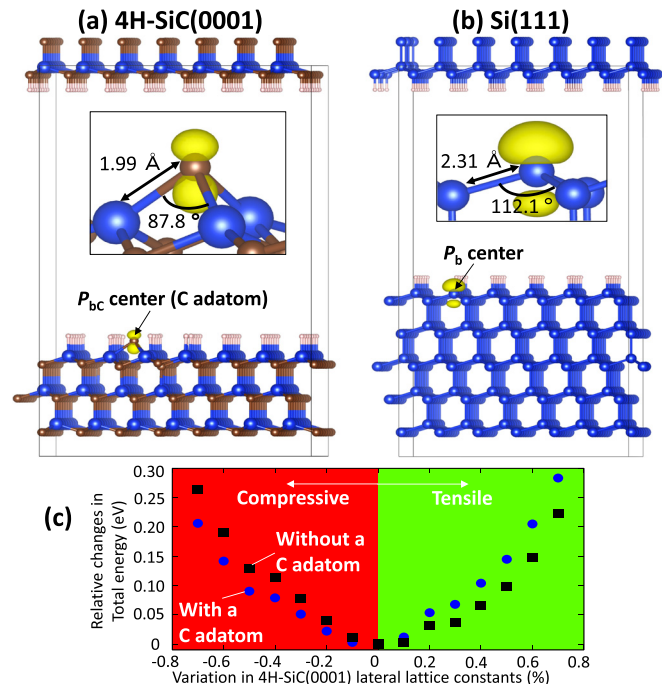 (a) 4H-SiC(0001)
(b) Si(111)
1.99 Å
87.8 °
2.31 Å
112.1 °
PbC center (C adatom)
Pb center
(c)
Relative changes in
Total energy (eV)
0.30
0.25
0.20
0.15
0.10
0.05
0
Compressive
Tensile
Without a
C adatom
With a
C adatom
-0.8 -0.6 -0.4 -0.2 0 0.2 0.4 0.6 0.8
Variation in 4H-SiC(0001) lateral lattice constants (%)